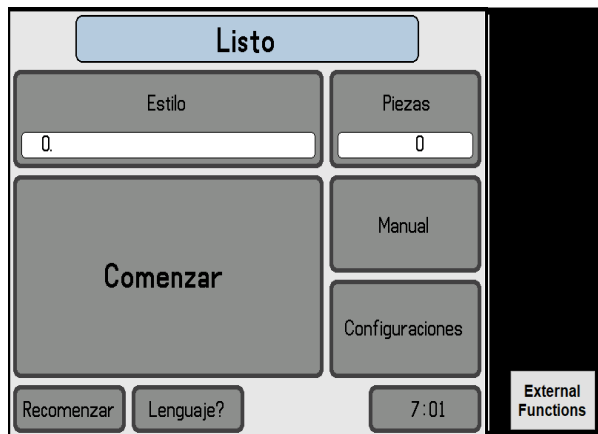 Listo
Estilo
Piezas
0.
0
Comenzar
Manual
Configuraciones
Recomenzar
Lenguaje?
7:01
External
Functions